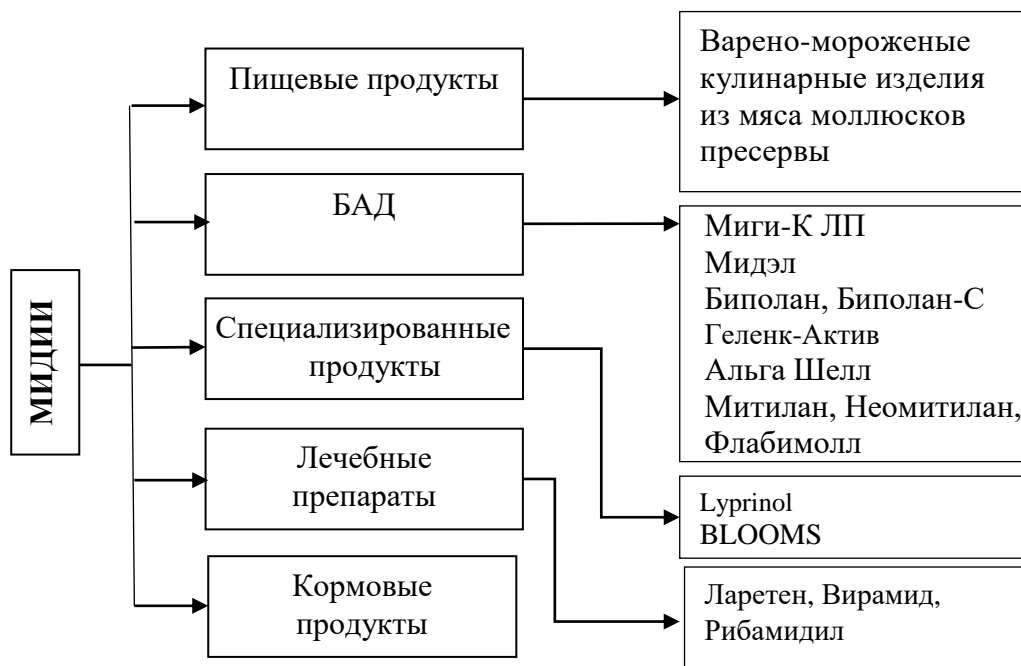 МИДИИ
Пищевые продукты
Варено-мороженые
кулинарные изделия
из мяса моллюсков
пресервы
БАД
Миги-К ЛП
Мидэл
Биполан, Биполан-С
Геленк-Актив
Альга Шелл
Митилан, Неомитилан,
Флабимолл
Специализированные
продукты
Lyprinol
BLOOMS
Лечебные
препараты
Ларетен, Вирамид,
Рибамидил
Кормовые
продукты